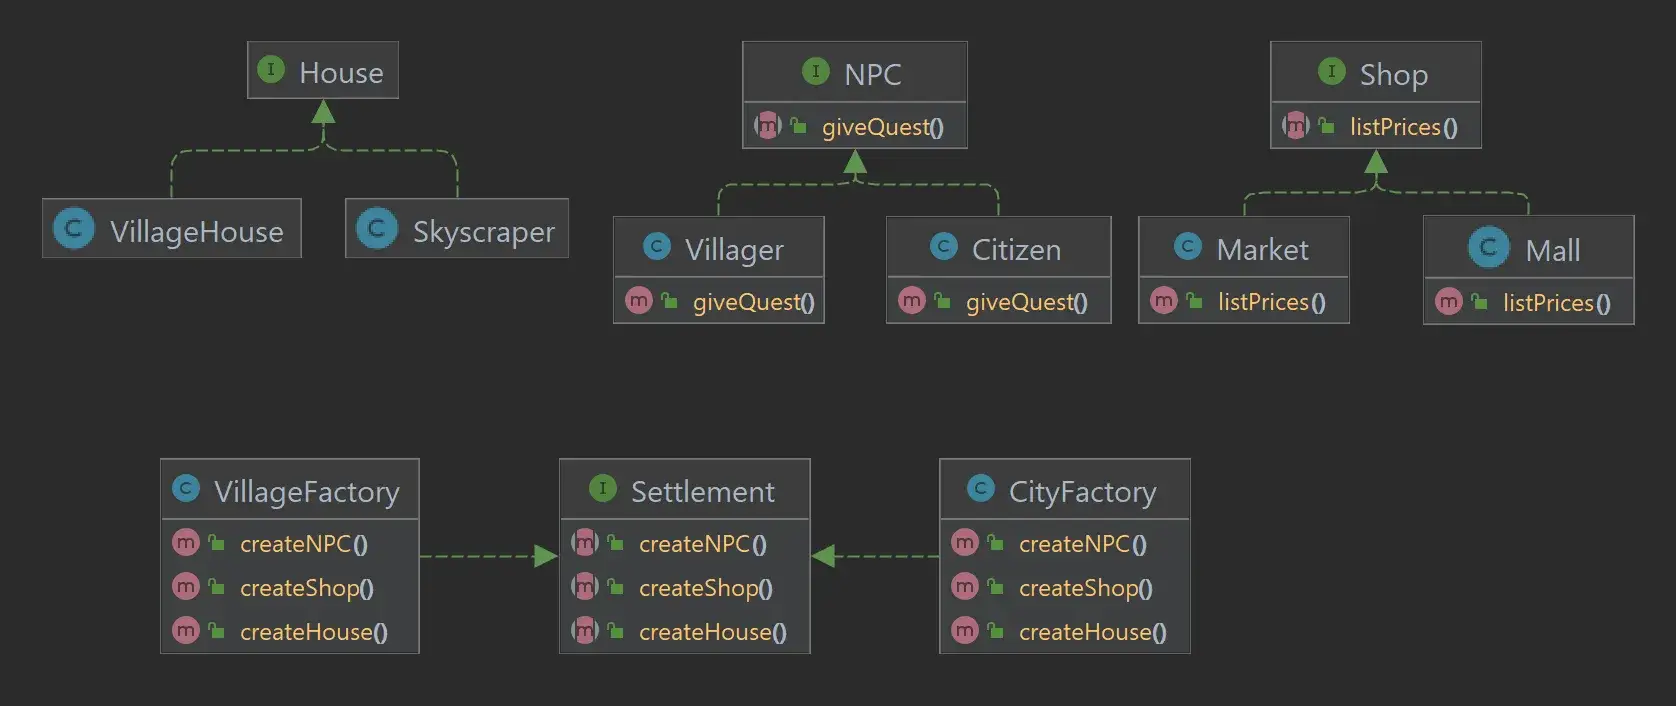 I House
I NPC
m giveQuest()
I Shop
m listPrices()
C VillageHouse
C Skyscraper
C Villager
m giveQuest()
C Citizen
m giveQuest()
C Market
m listPrices()
C Mall
m listPrices()
C VillageFactory
m createNPC()
m createShop()
m createHouse()
I Settlement
m createNPC()
m createShop()
m createHouse()
C CityFactory
m createNPC()
m createShop()
m createHouse()